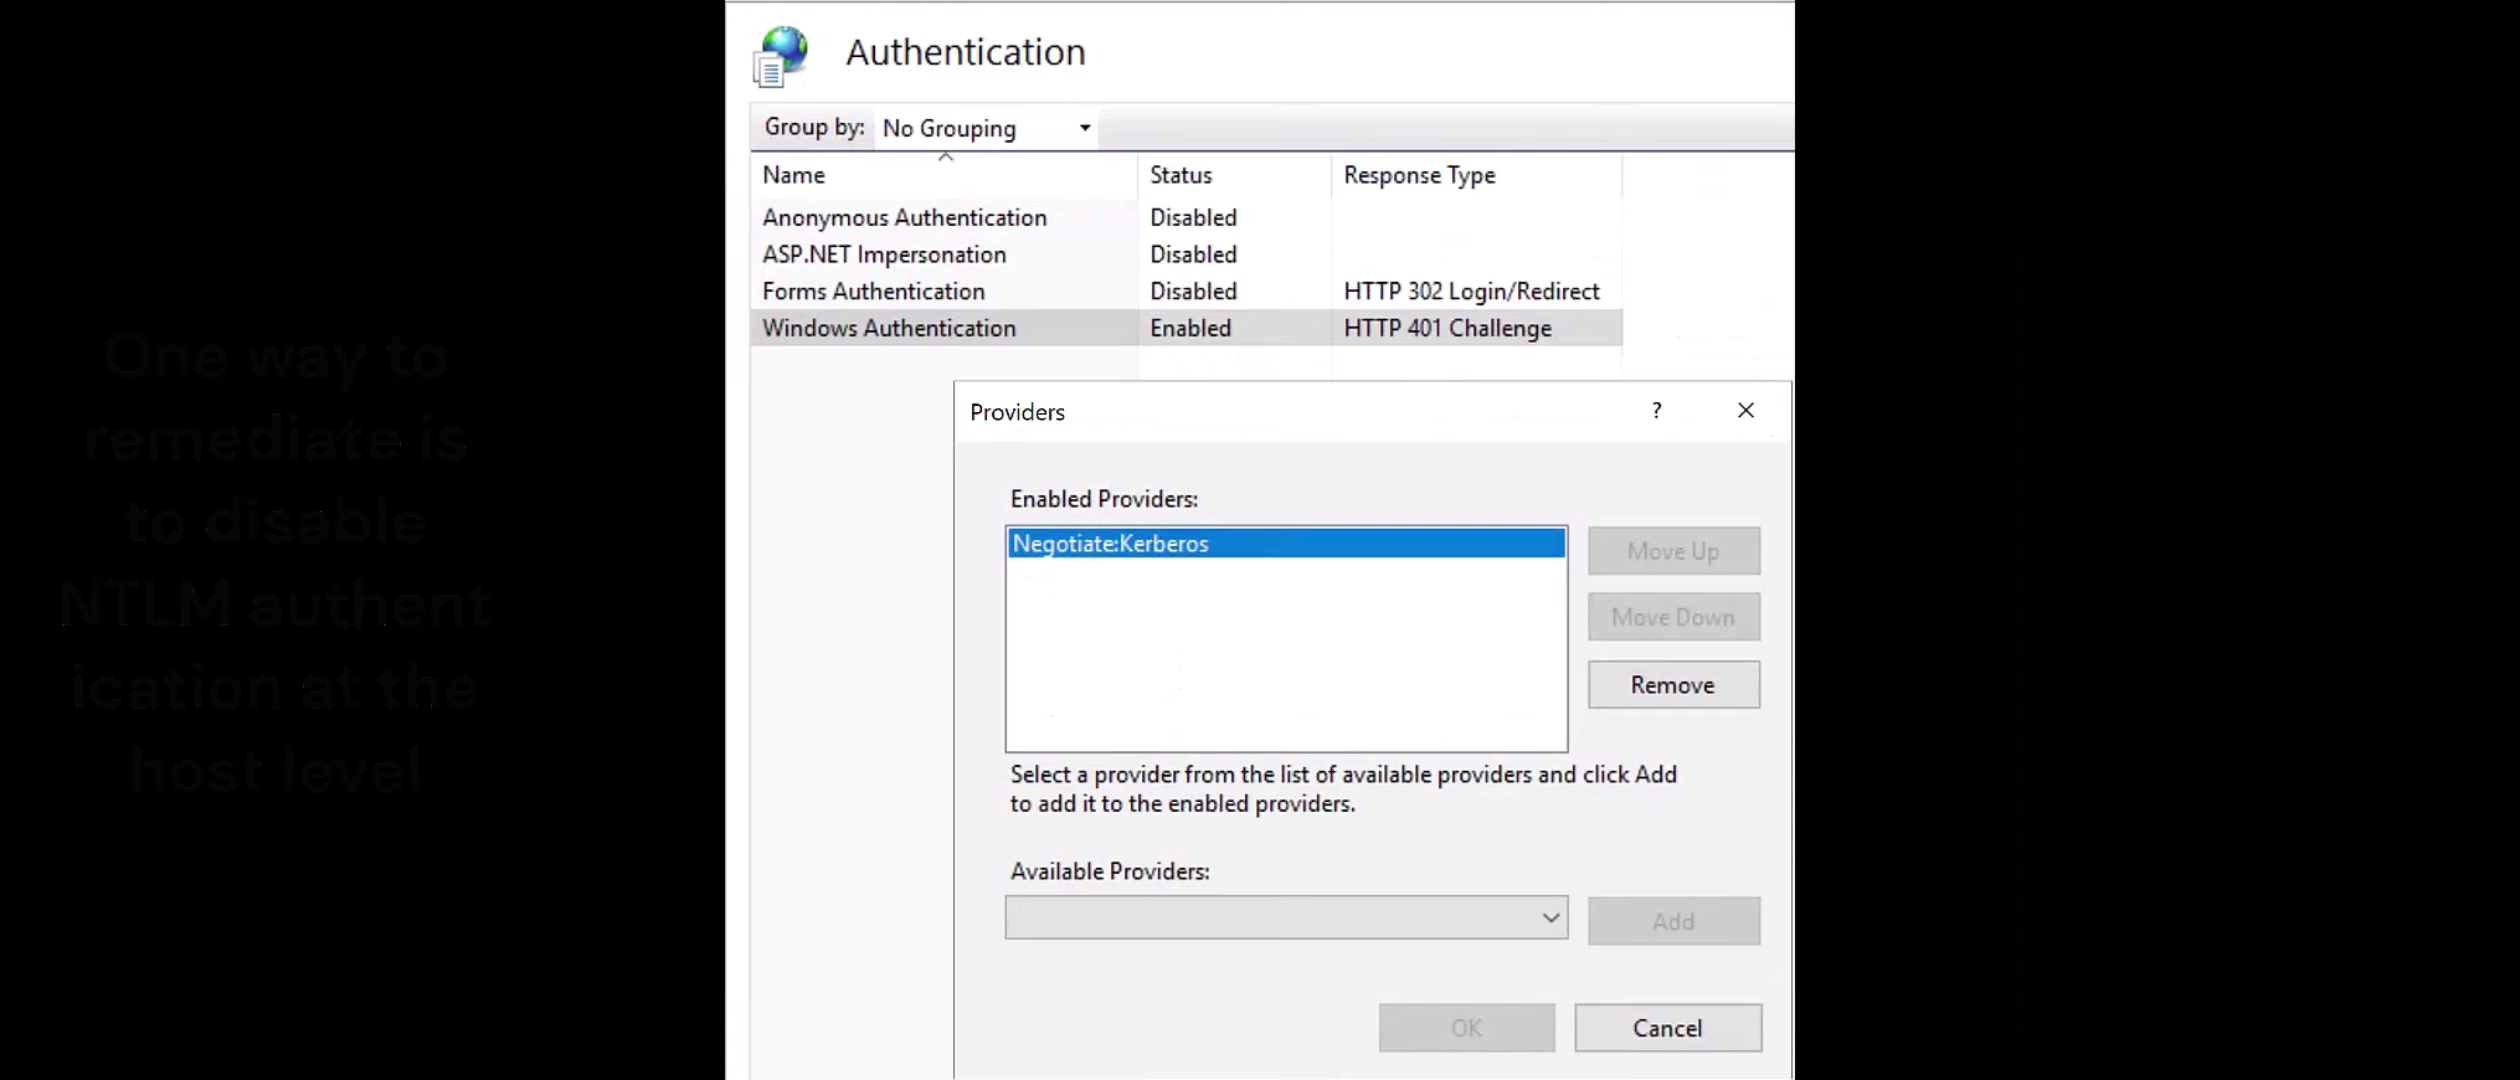 Authentication
Group by: No Grouping
Name Status Response Type
Anonymous Authentication Disabled
ASP.NET Impersonation Disabled
Forms Authentication Disabled HTTP 302 Login/Redirect
Windows Authentication Enabled HTTP 401 Challenge
One way to
remediate is
to disable
NTLM authent
ication at the
host level
Providers ?
Enabled Providers:
Negotiate:Kerberos
Move Up
Move Down
Remove
Select a provider from the list of available providers and click Add
to add it to the enabled providers.
Available Providers:
Add
OK Cancel